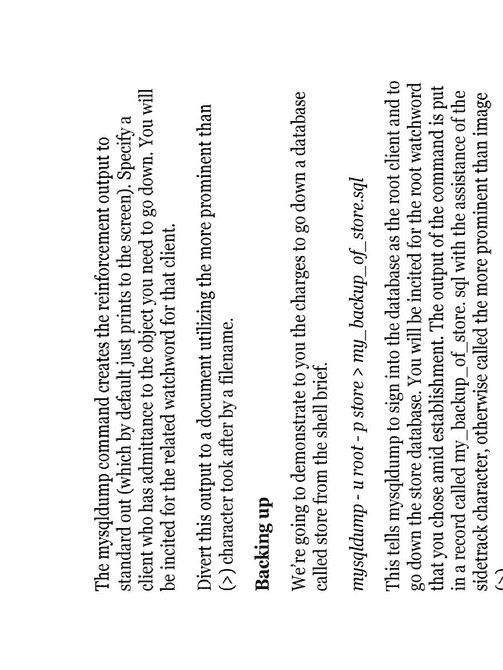 The mysqldump command creates the reinforcement output to
standard out (which by default just prints to the screen). Specify a
client who has admittance to the object you need to go down. You will
be incited for the related watchword for that client.
Divert this output to a document utilizing the more prominent than
(>) character took after by a filename.
Backing up
We're going to demonstrate to you the charges to go down a database
called store from the shell brief.
mysqldump - u root - p store > my_backup_of_store.sql
This tells mysqldump to sign into the database as the root client and to
go down the store database. You will be incited for the root watchword
that you chose amid establishment. The output of the command is put
in a record called my_backup_of_store. sql with the assistance of the
sidetrack character, otherwise called the more prominent than image
(>)